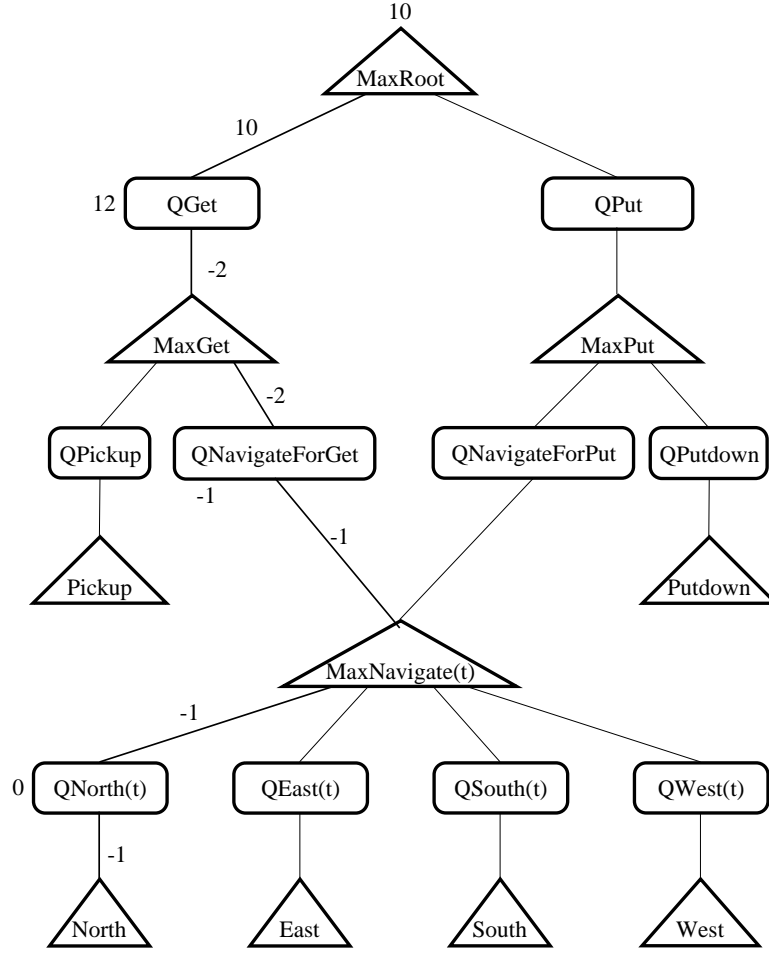 10
MaxRoot
10
12
QGet
QPut
-2
MaxGet
MaxPut
-2
QPickup
QNavigateForGet
QNavigateForPut
QPutdown
-1
-1
Pickup
Putdown
MaxNavigate(t)
-1
0
QNorth(t)
QEast(t)
QSouth(t)
QWest(t)
-1
North
East
South
West